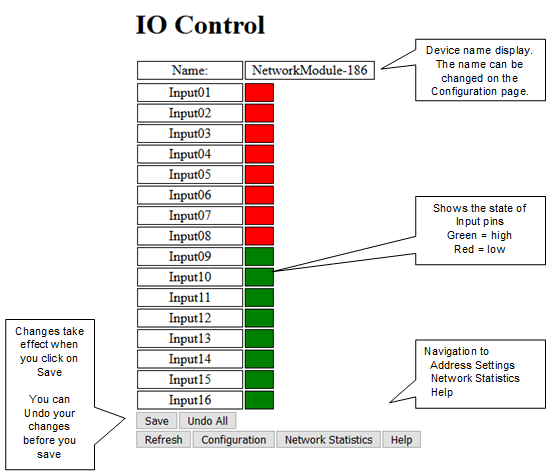 IO Control
Name: NetworkModule-186
Device name display.
The name can be
changed on the
Configuration page.
Input01
Input02
Input03
Input04
Input05
Input06
Input07
Input08
Input09
Input10
Input11
Input12
Input13
Input14
Input15
Input16
Shows the state of
Input pins
Green = high
Red = low
Changes take
effect when
you click on
Save
You can
Undo your
changes
before you
save
Navigation to
Address Settings
Network Statistics
Help
Save Undo All
Refresh Configuration Network Statistics Help